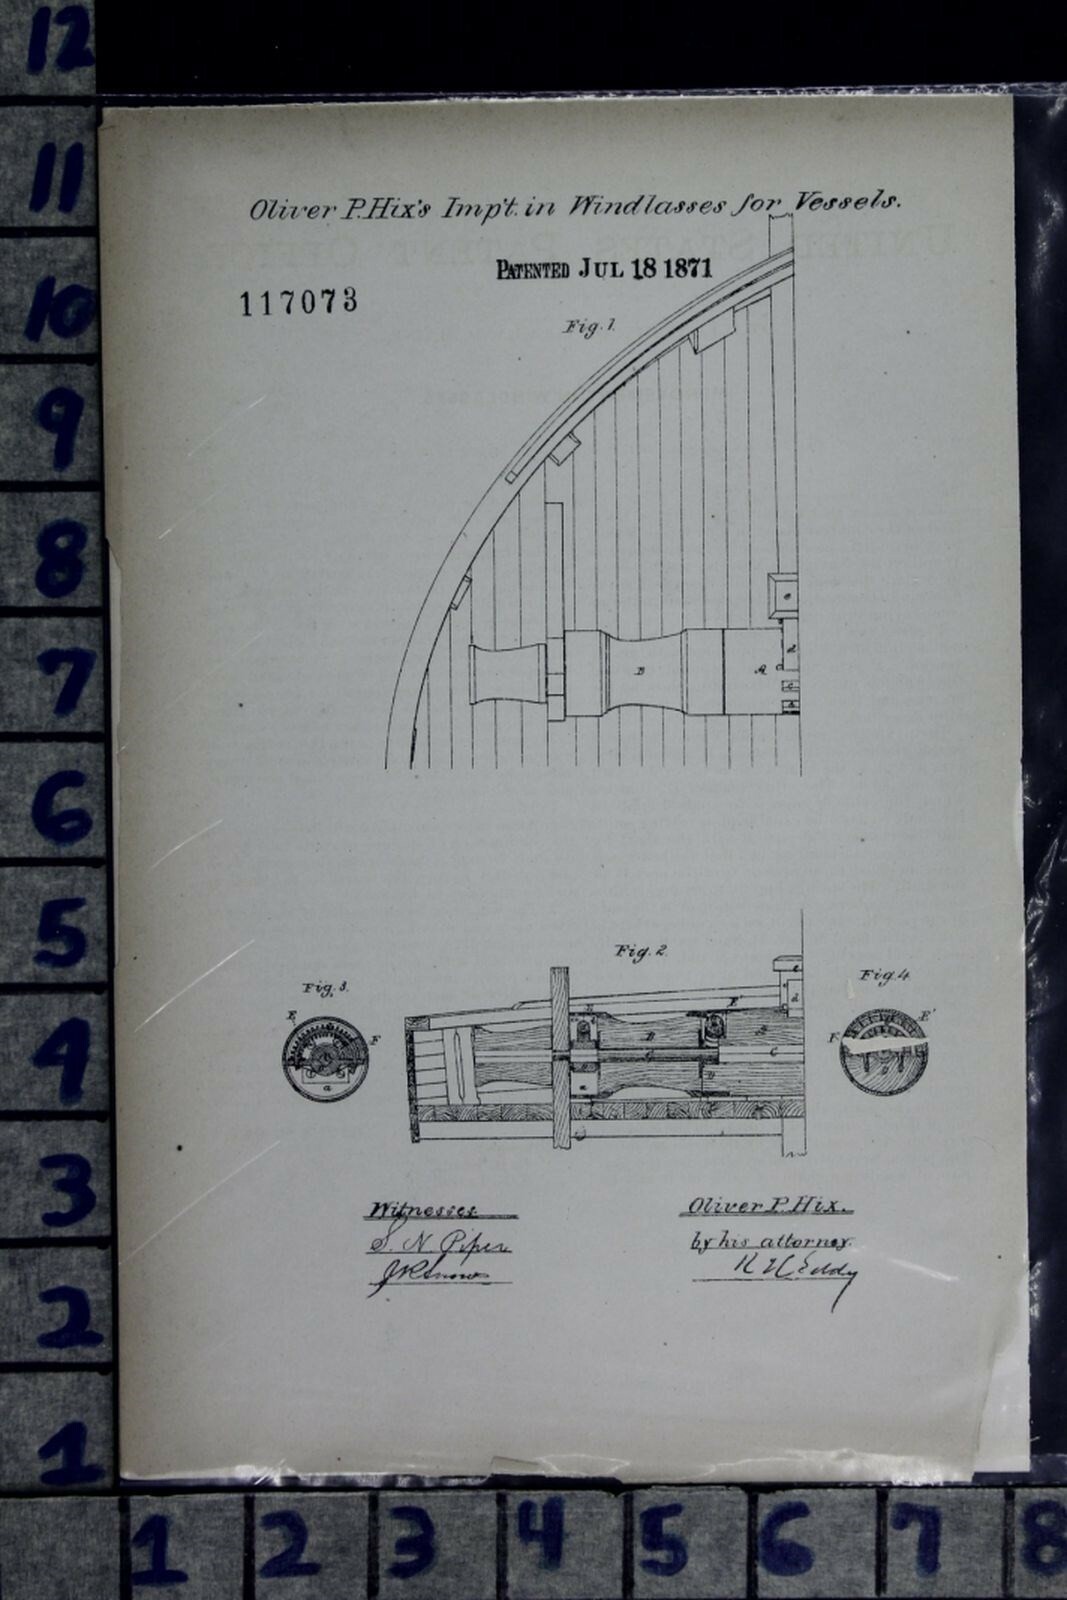 12
11
10
9
8
7
6
5
4
3
2
1
Oliver P. Hix's Imp't. in Windlasses for Vessels.
PATENTED JUL 18 1871
117073
Fig. 1.
e
d
B
A
c
Fig. 2.
Fig. 3.
Fig. 4.
E
F
a
E'
e
d
B
C
C
D
a
E'
F
Witnesses.
S. N. Piper
Oliver P. Hix.
by his attorney.
R H Eddy
1 2 3 4 5 6 7 8